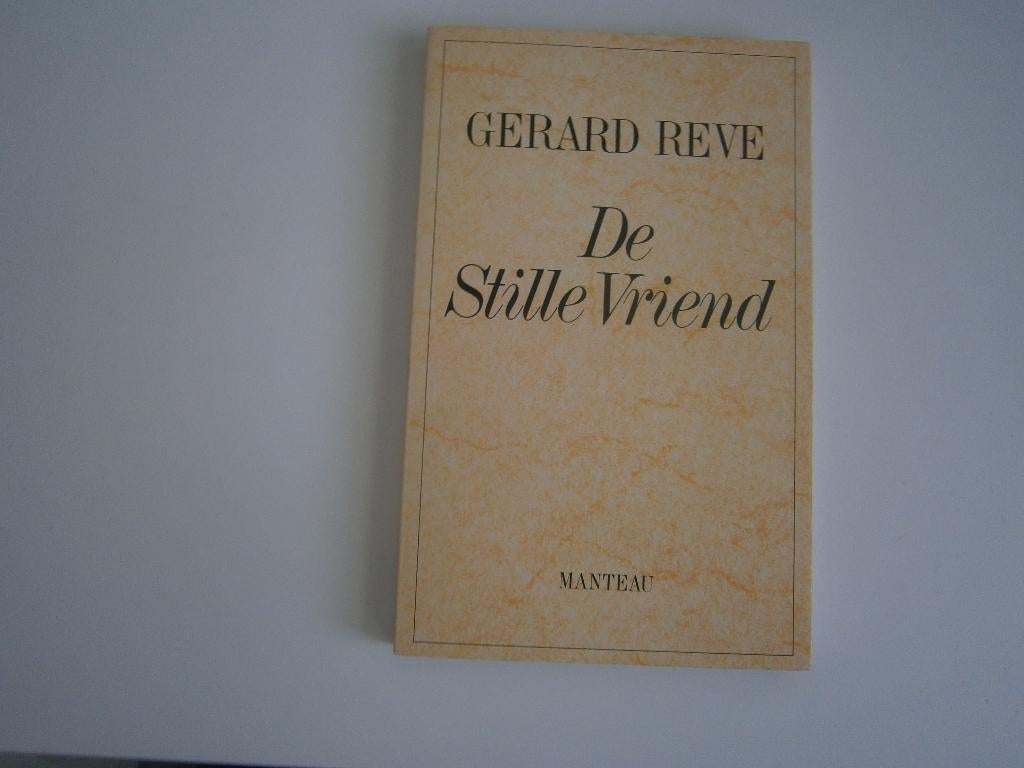 GERARD REVE
De
Stille Vriend
MANTEAU